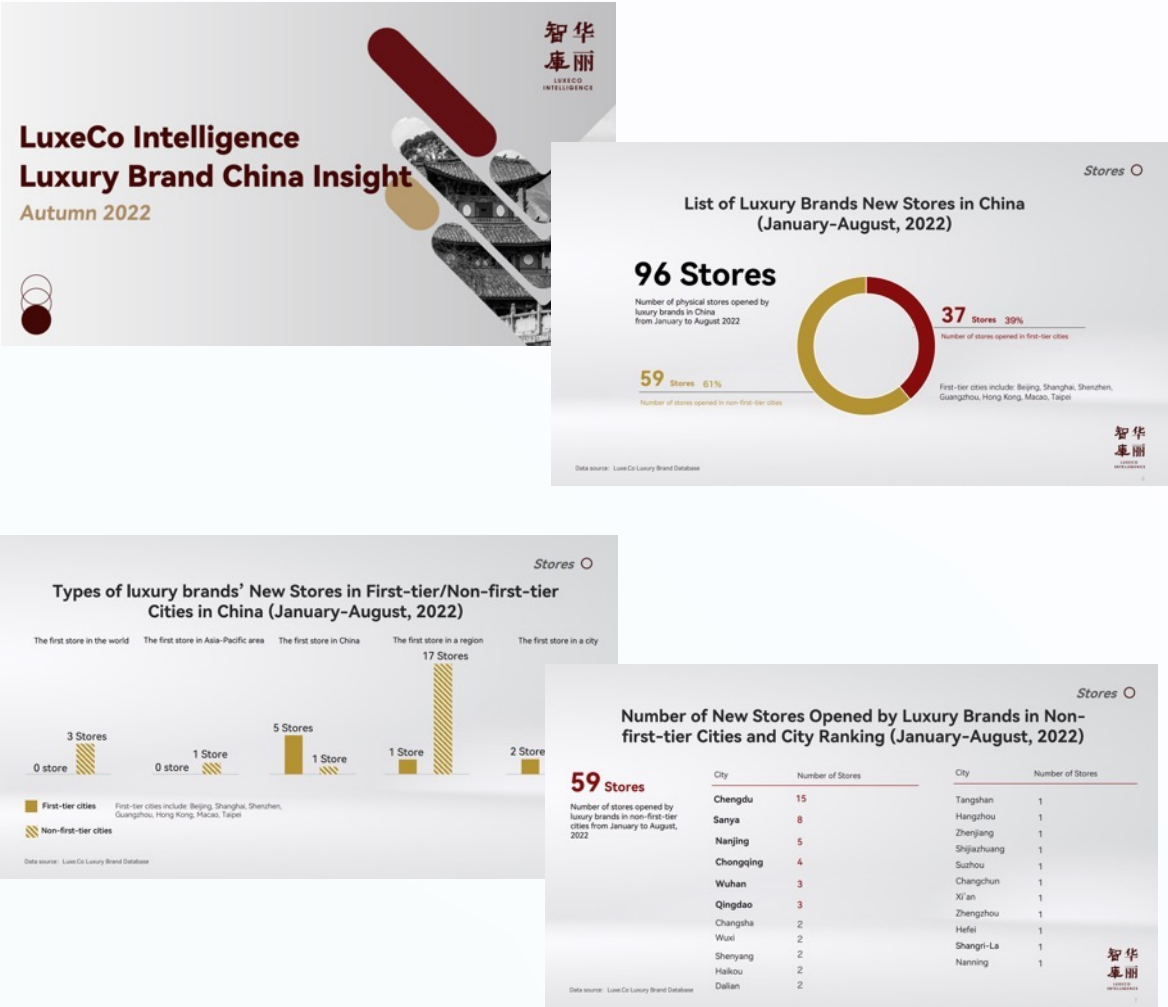 智华
庫丽
LUXECO
INTELLIGENCE
LuxeCo Intelligence
Luxury Brand China Insight
Autumn 2022
Stores
List of Luxury Brands New Stores in China
(January-August, 2022)
96 Stores
Number of physical stores opened by
luxury brands in China
from January to August 2022
37 Stores 39%
Number of stores opened in first-tier cities
59 Stores 61%
Number of stores opened in non-first-tier cities
First-tier cities include: Beijing, Shanghai, Shenzhen,
Guangzhou, Hong Kong, Macao, Taipei
智华
庫丽
LUXECO
INTELLIGENCE
Data source: Luxe.Co Luxury Brand Database
Stores
Types of luxury brands' New Stores in First-tier/Non-first-tier
Cities in China (January-August, 2022)
The first store in the world
The first store in Asia-Pacific area
The first store in China
The first store in a region
The first store in a city
0 store
3 Stores
0 store
1 Store
5 Stores
1 Store
1 Store
17 Stores
2 Store
First-tier cities
First-tier cities include: Beijing, Shanghai, Shenzhen,
Guangzhou, Hong Kong, Macao, Taipei
Non-first-tier cities
Data source: Luxe.Co Luxury Brand Database
Stores
Number of New Stores Opened by Luxury Brands in Non-
first-tier Cities and City Ranking (January-August, 2022)
59 Stores
Number of stores opened by
luxury brands in non-first-tier
cities from January to August,
2022
City Number of Stores
Chengdu 15
Sanya 8
Nanjing 5
Chongqing 4
Wuhan 3
Qingdao 3
Changsha 2
Wuxi 2
Shenyang 2
Haikou 2
Dalian 2
City Number of Stores
Tangshan 1
Hangzhou 1
Zhenjiang 1
Shijiazhuang 1
Suzhou 1
Changchun 1
Xi'an 1
Zhengzhou 1
Hefei 1
Shangri-La 1
Nanning 1
智华
庫丽
LUXECO
INTELLIGENCE
Data source: Luxe.Co Luxury Brand Database